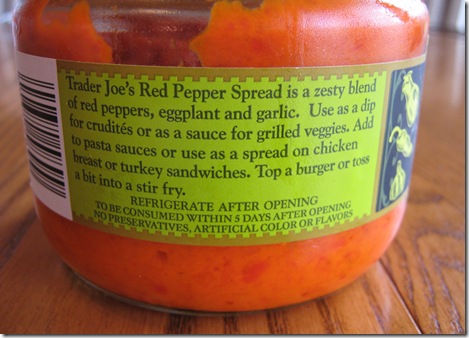 Trader Joe's Red Pepper Spread is a zesty blend
of red peppers, eggplant and garlic. Use as a dip
for crudités or as a sauce for grilled veggies. Add
to pasta sauces or use as a spread on chicken
breast or turkey sandwiches. Top a burger or toss
a bit into a stir fry.
REFRIGERATE AFTER OPENING
TO BE CONSUMED WITHIN 5 DAYS AFTER OPENING
NO PRESERVATIVES, ARTIFICIAL COLOR or FLAVORS